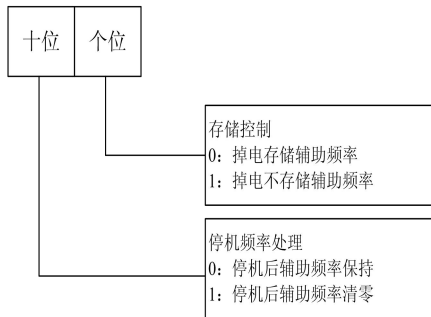 十位 个位
存储控制
0：掉电存储辅助频率
1：掉电不存储辅助频率
停机频率处理
0：停机后辅助频率保持
1：停机后辅助频率清零